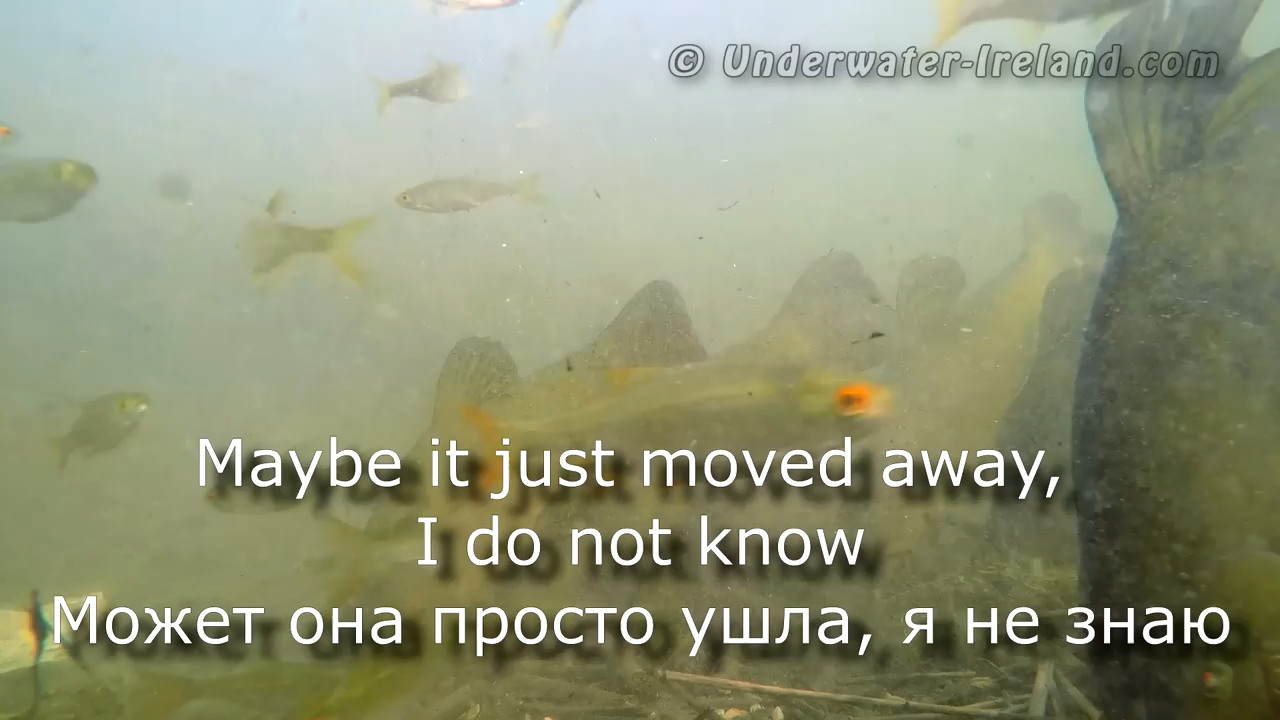 © Underwater-Ireland.com
Maybe it just moved away,
I do not know
Может она просто ушла, я не знаю